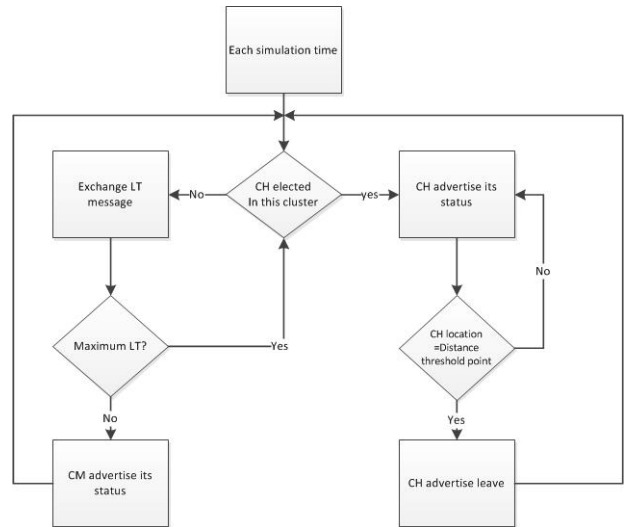 Each simulation time
Exchange LT
message
No
CH elected
In this cluster
yes
CH advertise its
status
No
Maximum LT?
Yes
CH location
=Distance
threshold point
No
Yes
CM advertise its
status
CH advertise leave